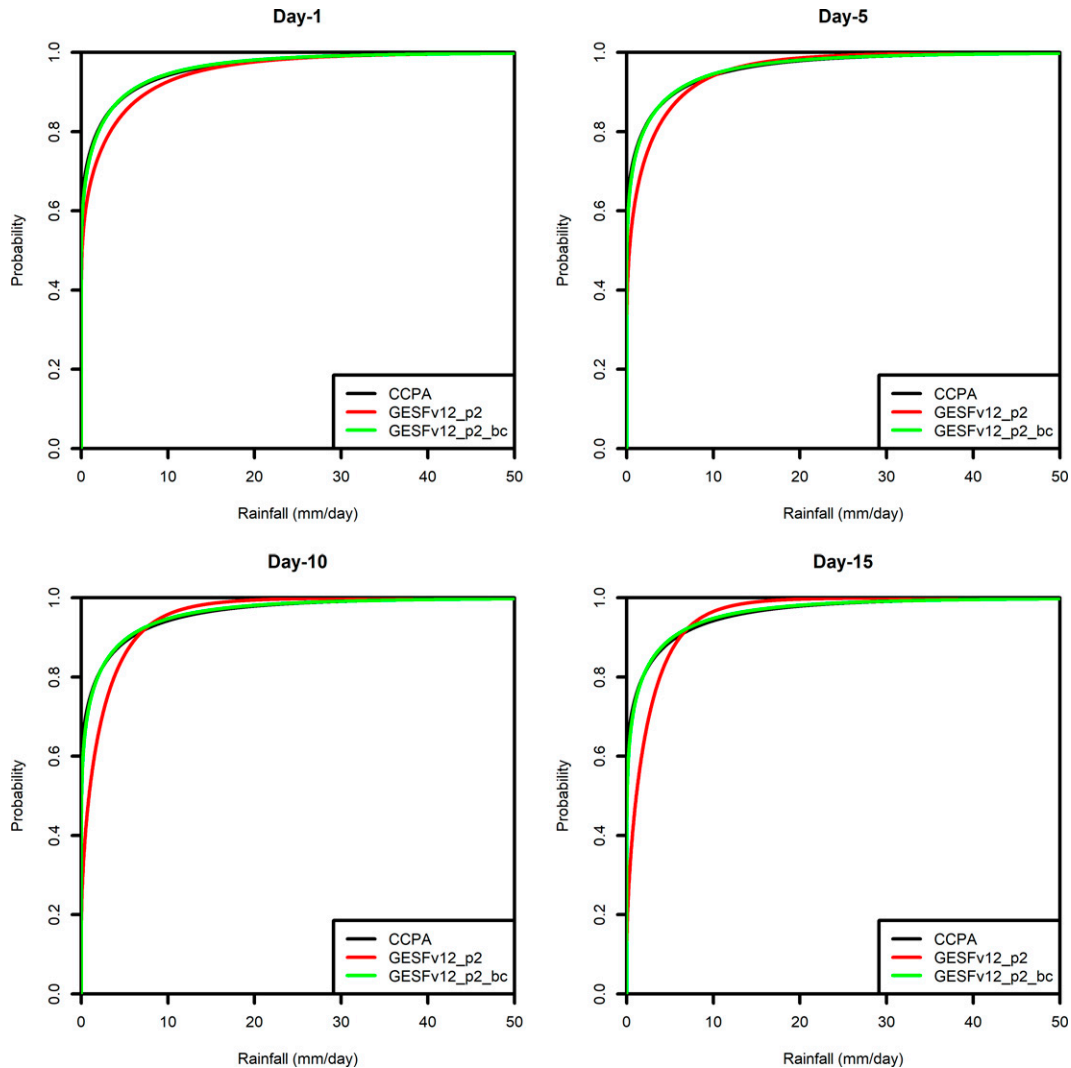 Day-1
Probability
0.0 0.2 0.4 0.6 0.8 1.0
CCPA
GESFv12_p2
GESFv12_p2_bc
0 10 20 30 40 50
Rainfall (mm/day)
Day-5
Probability
0.0 0.2 0.4 0.6 0.8 1.0
CCPA
GESFv12_p2
GESFv12_p2_bc
0 10 20 30 40 50
Rainfall (mm/day)
Day-10
Probability
0.0 0.2 0.4 0.6 0.8 1.0
CCPA
GESFv12_p2
GESFv12_p2_bc
0 10 20 30 40 50
Rainfall (mm/day)
Day-15
Probability
0.0 0.2 0.4 0.6 0.8 1.0
CCPA
GESFv12_p2
GESFv12_p2_bc
0 10 20 30 40 50
Rainfall (mm/day)